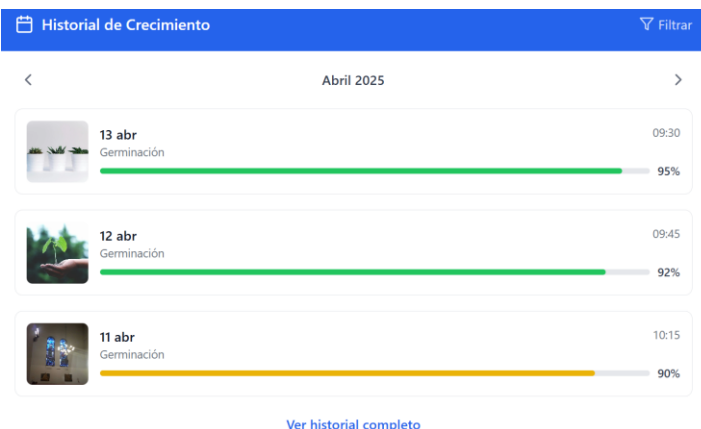 Historial de Crecimiento
Filtrar
Abril 2025
13 abr
09:30
Germinación
95%
12 abr
09:45
Germinación
92%
11 abr
10:15
Germinación
90%
Ver historial completo